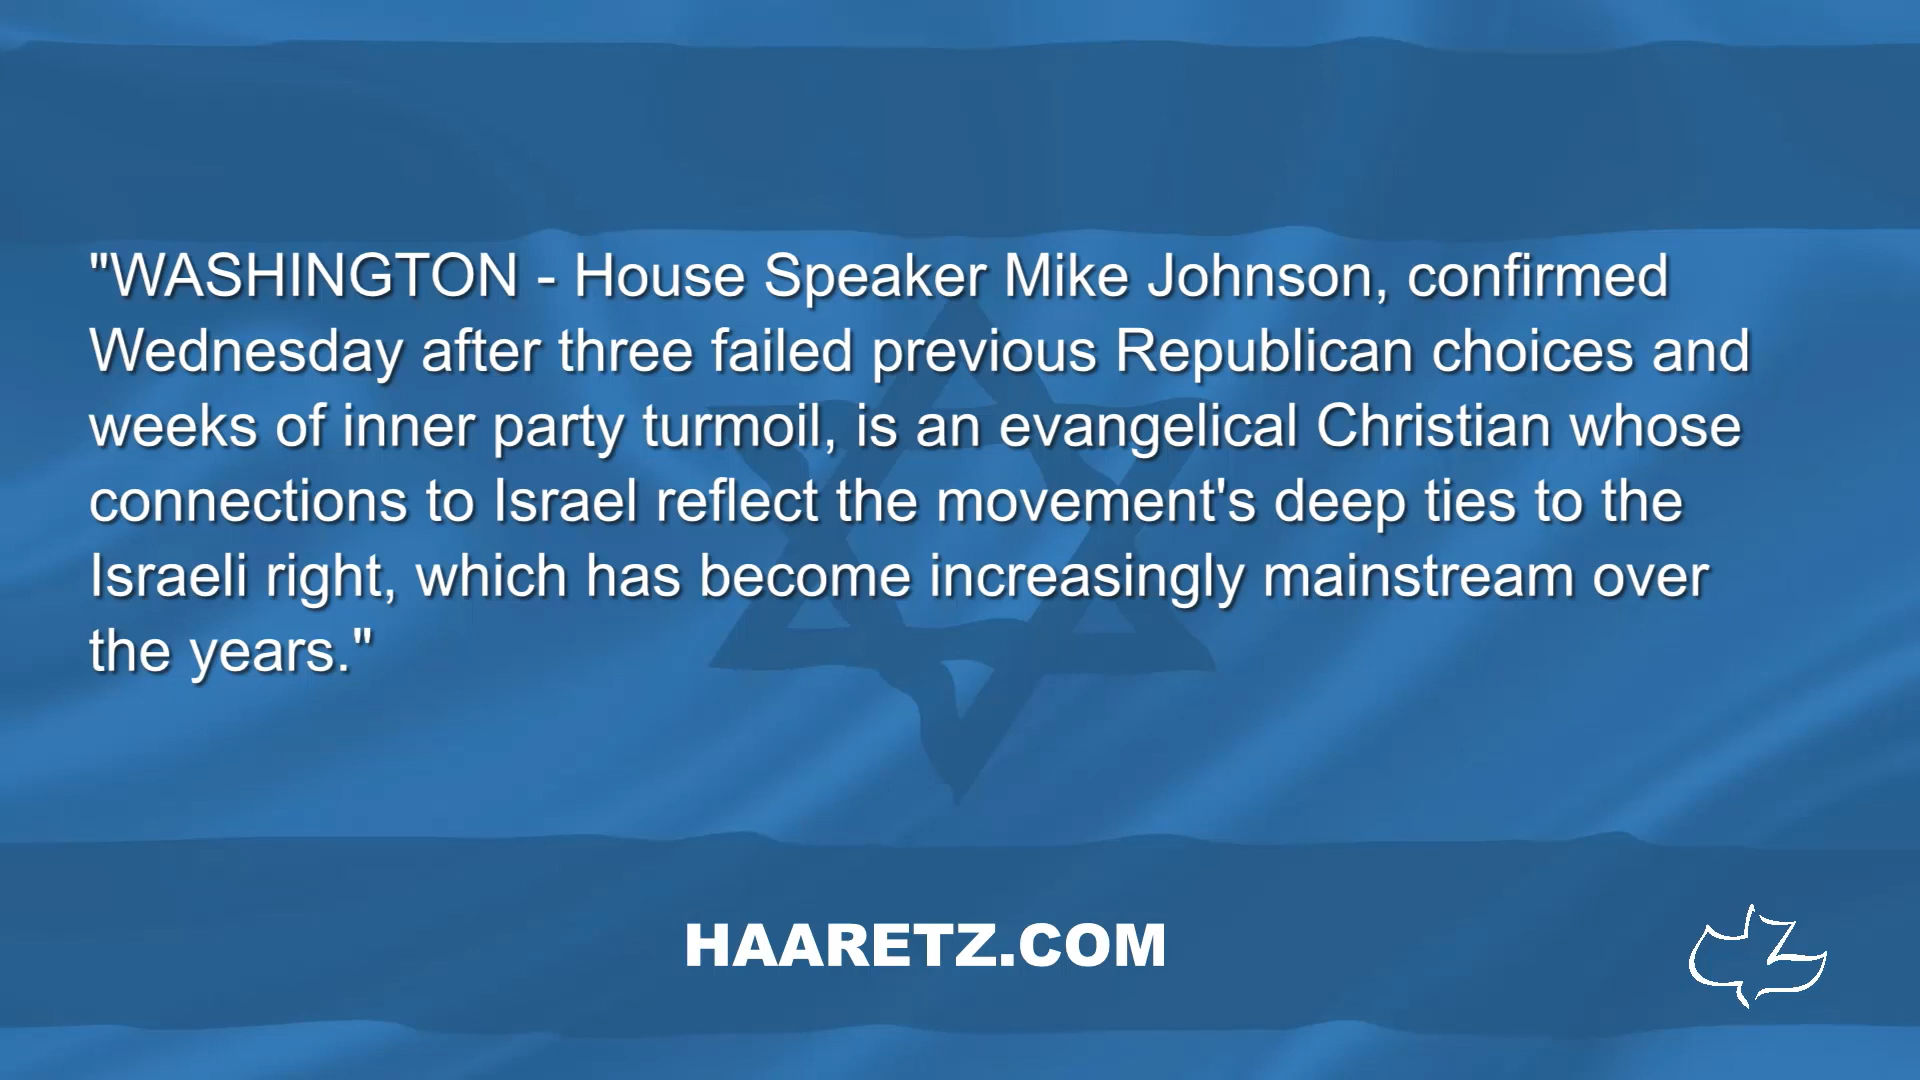 "WASHINGTON - House Speaker Mike Johnson, confirmed
Wednesday after three failed previous Republican choices and
weeks of inner party turmoil, is an evangelical Christian whose
connections to Israel reflect the movement's deep ties to the
Israeli right, which has become increasingly mainstream over
the years."
HAARETZ.COM